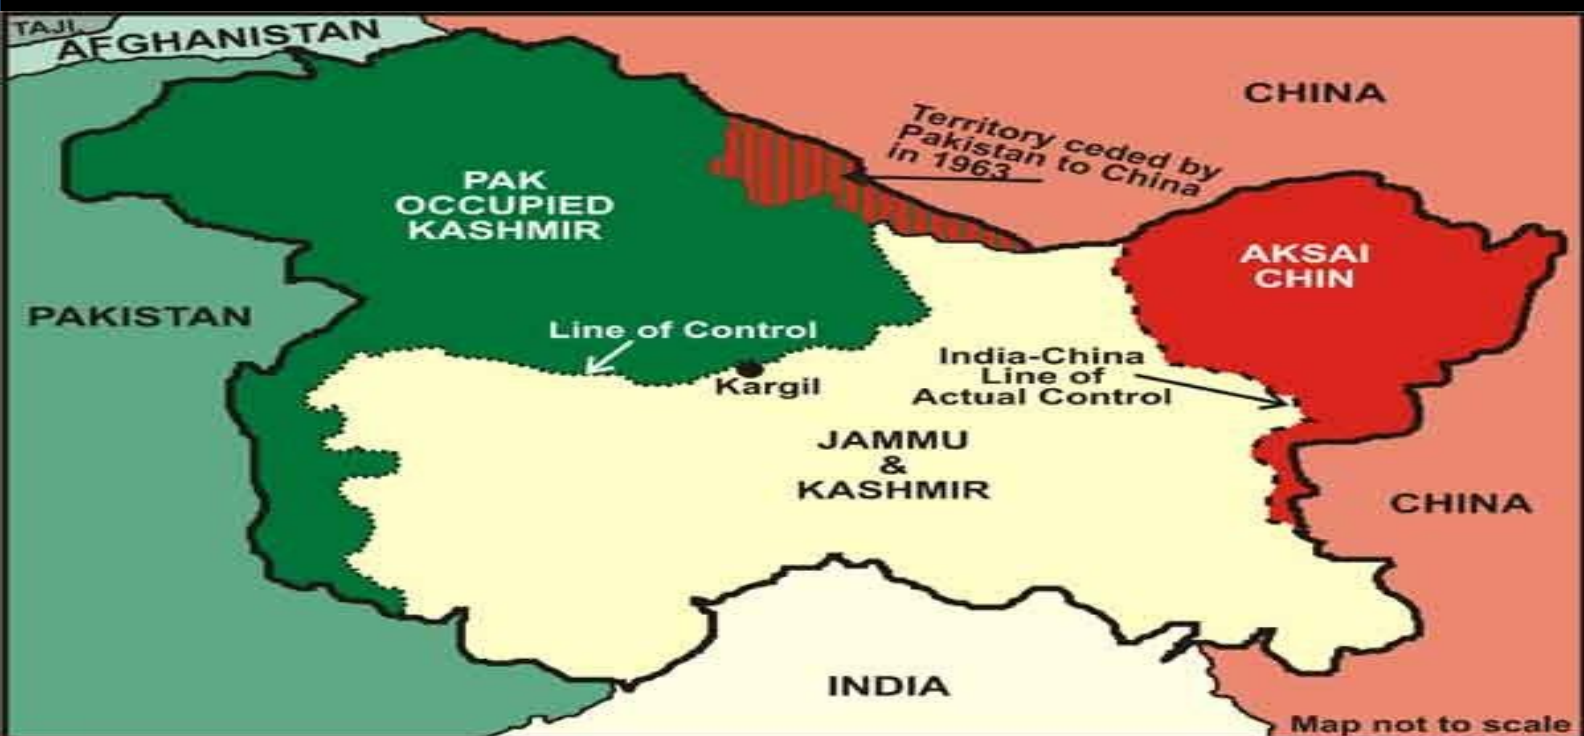 TAJI.
AFGHANISTAN
CHINA
Territory ceded by
Pakistan to China
in 1963
PAK
OCCUPIED
KASHMIR
AKSAI
CHIN
PAKISTAN
Line of Control
Kargil
India-China
Line of
Actual Control
JAMMU
&
KASHMIR
CHINA
INDIA
Map not to scale